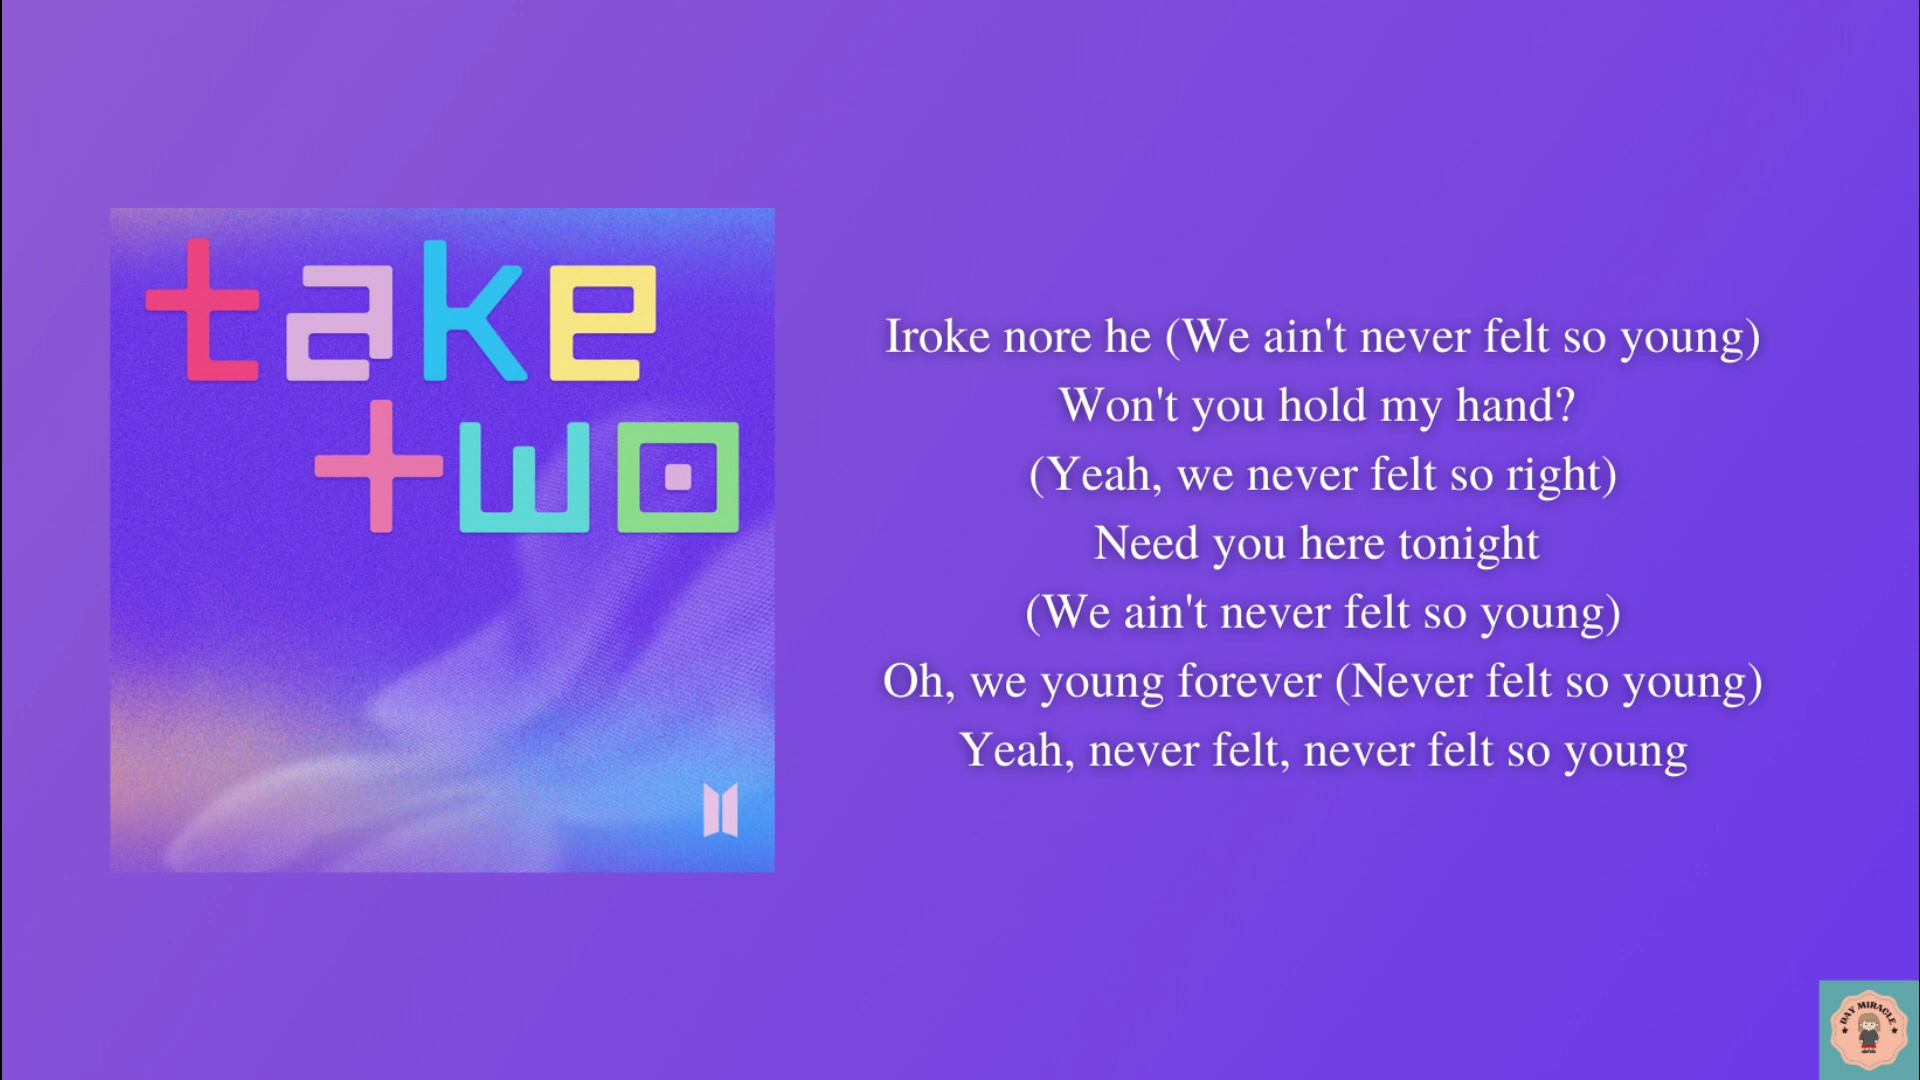 take
two
Iroke nore he (We ain't never felt so young)
Won't you hold my hand?
(Yeah, we never felt so right)
Need you here tonight
(We ain't never felt so young)
Oh, we young forever (Never felt so young)
Yeah, never felt, never felt so young
DAY MIRACLE